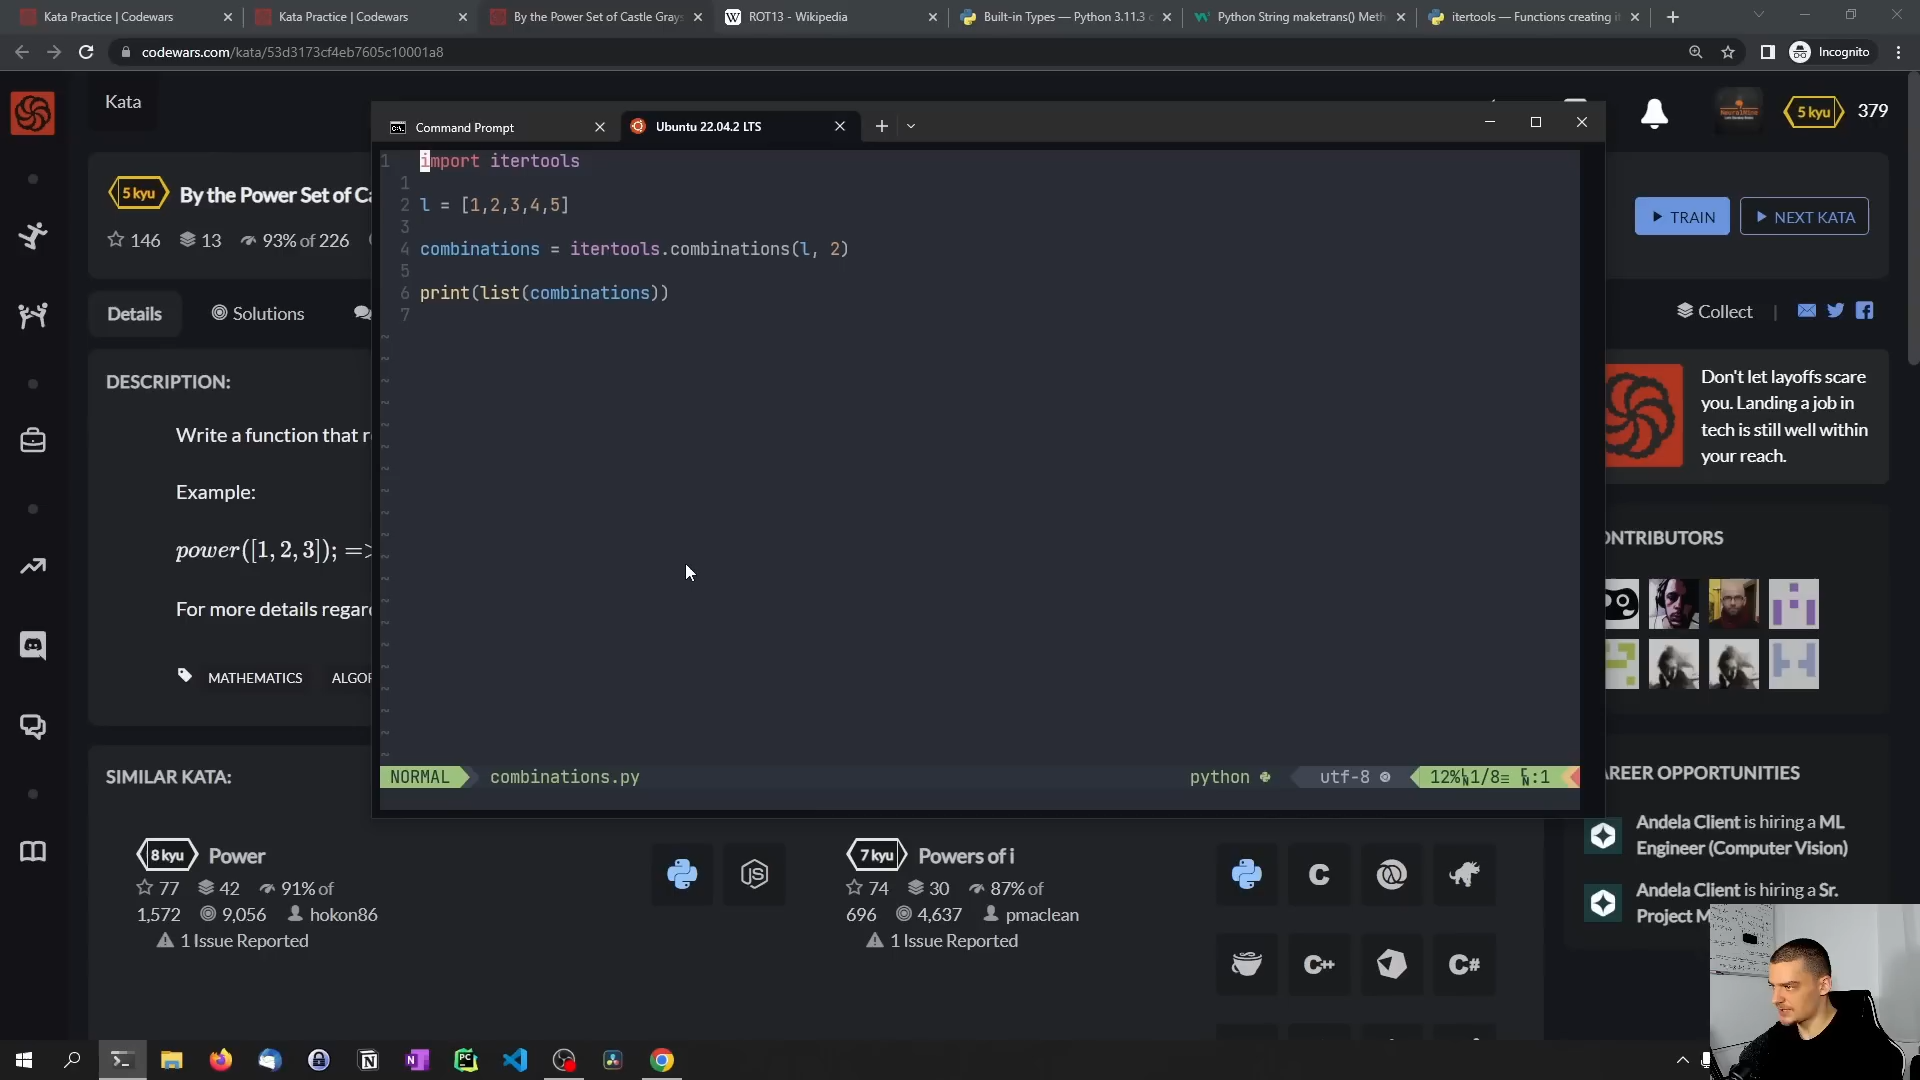 Kata Practice | Codewars
Kata Practice | Codewars
By the Power Set of Castle Grays
ROT13 - Wikipedia
Built-in Types — Python 3.11.3
Python String maketrans() Meth
itertools — Functions creating
codewars.com/kata/53d3173cf4eb7605c10001a8
Incognito
Kata
5 kyu
379
Command Prompt
Ubuntu 22.04.2 LTS
5 kyu
By the Power Set of Ca
146
13
93% of 226
TRAIN
NEXT KATA
Details
Solutions
Collect
1 import itertools
1
2 l = [1,2,3,4,5]
3
4 combinations = itertools.combinations(l, 2)
5
6 print(list(combinations))
7
~
NORMAL
combinations.py
python
utf-8
12% 1/8 :1
DESCRIPTION:
Write a function that r
Example:
power([1, 2, 3]); =>
For more details regar
MATHEMATICS
ALGO
Don't let layoffs scare
you. Landing a job in
tech is still well within
your reach.
ONTRIBUTORS
SIMILAR KATA:
8 kyu
Power
77
42
91% of
1,572
9,056
hokon86
1 Issue Reported
7 kyu
Powers of i
74
30
87% of
696
4,637
pmaclean
1 Issue Reported
JS
C
C++
C#
AREER OPPORTUNITIES
Andela Client is hiring a ML
Engineer (Computer Vision)
Andela Client is hiring a Sr.
Project M